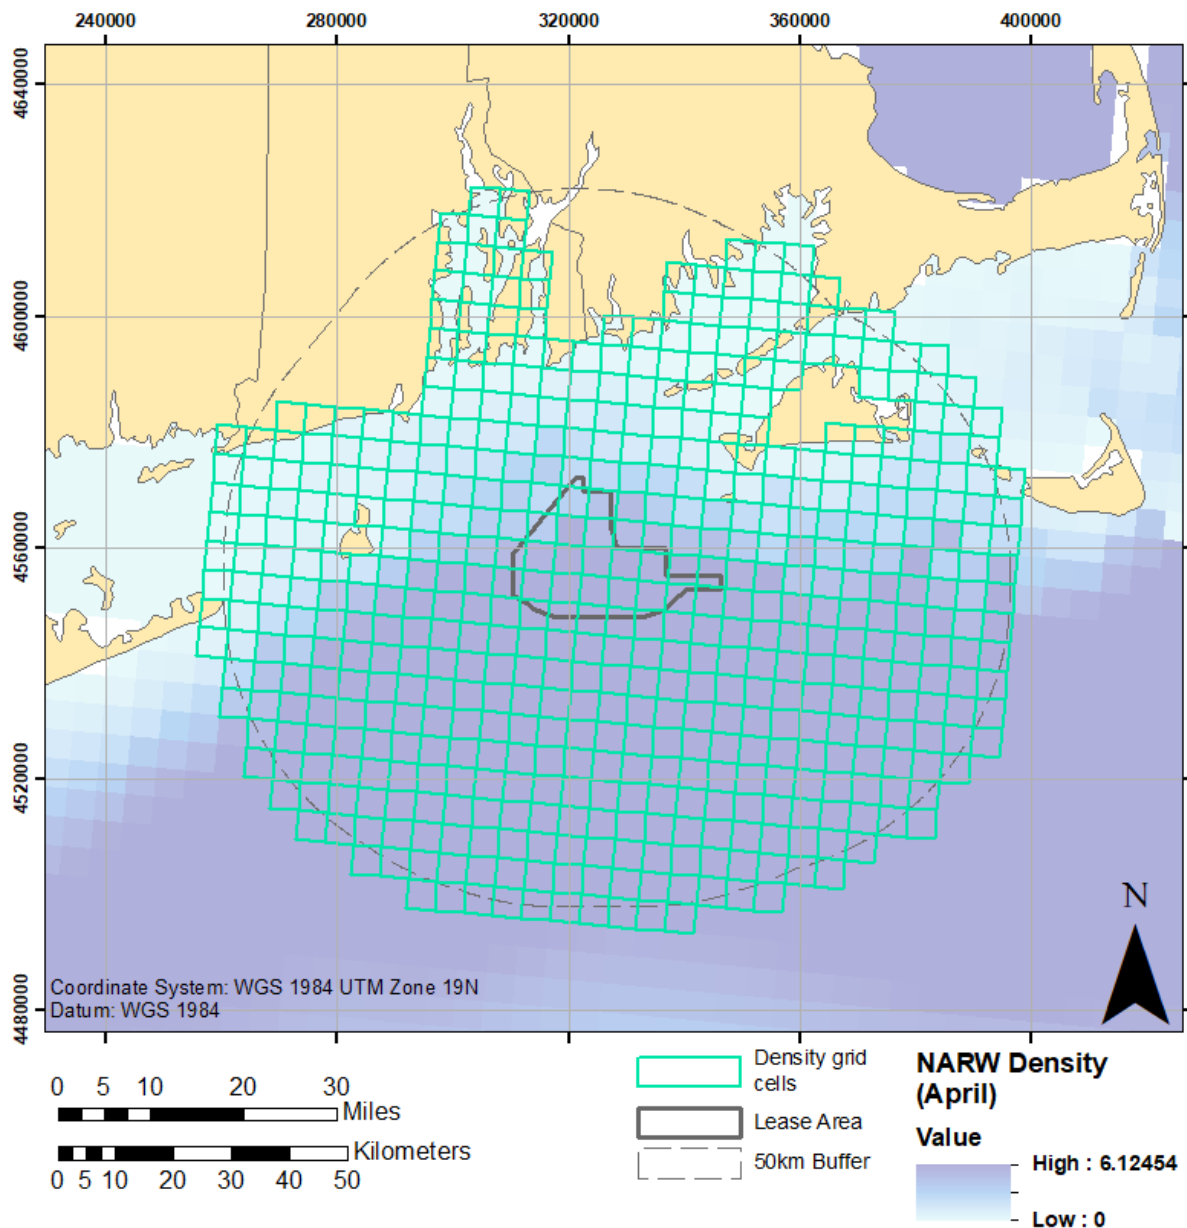 240000 280000 320000 360000 400000
4640000
4600000
4560000
4520000
4480000
N
Coordinate System: WGS 1984 UTM Zone 19N
Datum: WGS 1984
0 5 10 20 30
Miles
Kilometers
0 5 10 20 30 40 50
Density grid
cells
Lease Area
50km Buffer
NARW Density
(April)
Value
High : 6.12454
Low : 0